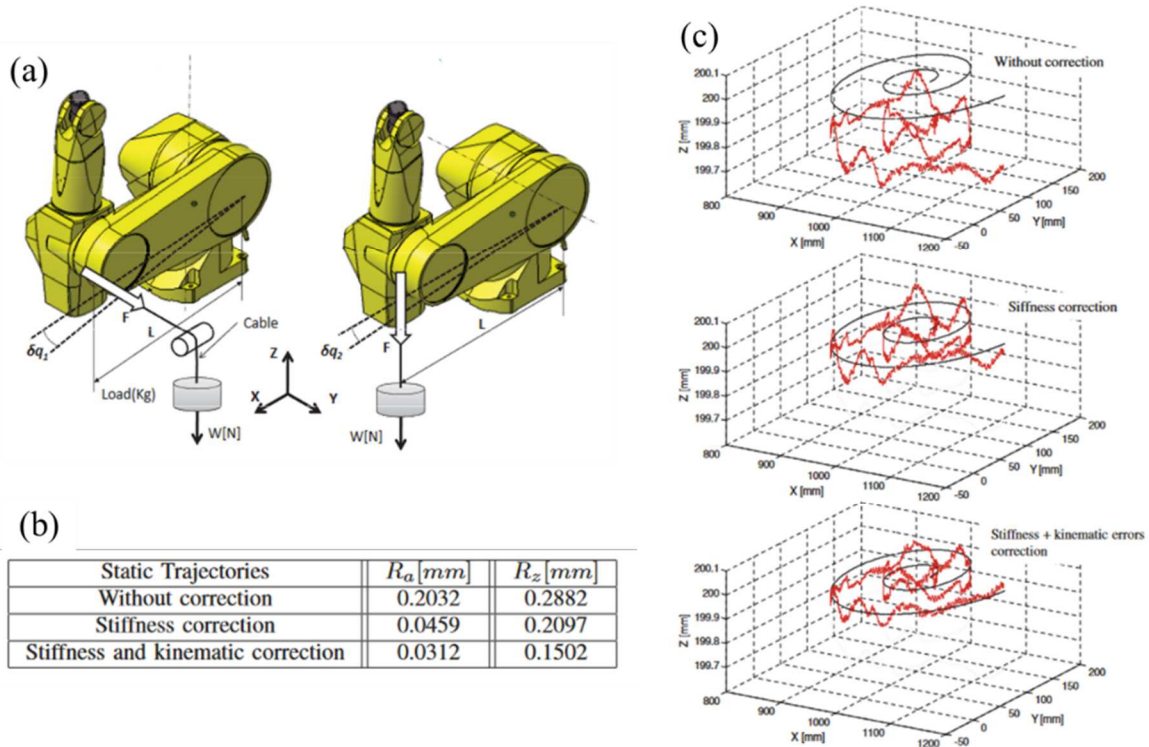 (a)
F
L
Cable
δq₁
Load(Kg)
W[N]
Z
X
Y
δq₂
F
L
W[N]
(b)
Static Trajectories Rₐ[mm] R_z[mm]
Without correction 0.2032 0.2882
Stiffness correction 0.0459 0.2097
Stiffness and kinematic correction 0.0312 0.1502
(c)
Without correction
200.1
200
199.9
199.8
199.7
Z [mm]
800
900
1000
1100
1200
X [mm]
-50
0
50
100
150
200
Y[mm]
Siffness correction
200.1
200
199.9
199.8
199.7
Z [mm]
800
900
1000
1100
1200
X [mm]
-50
0
50
100
150
200
Y[mm]
Stiffness + kinematic errors
correction
200.1
200
199.9
199.8
199.7
Z [mm]
800
900
1000
1100
1200
X [mm]
-50
0
50
100
150
200
Y[mm]